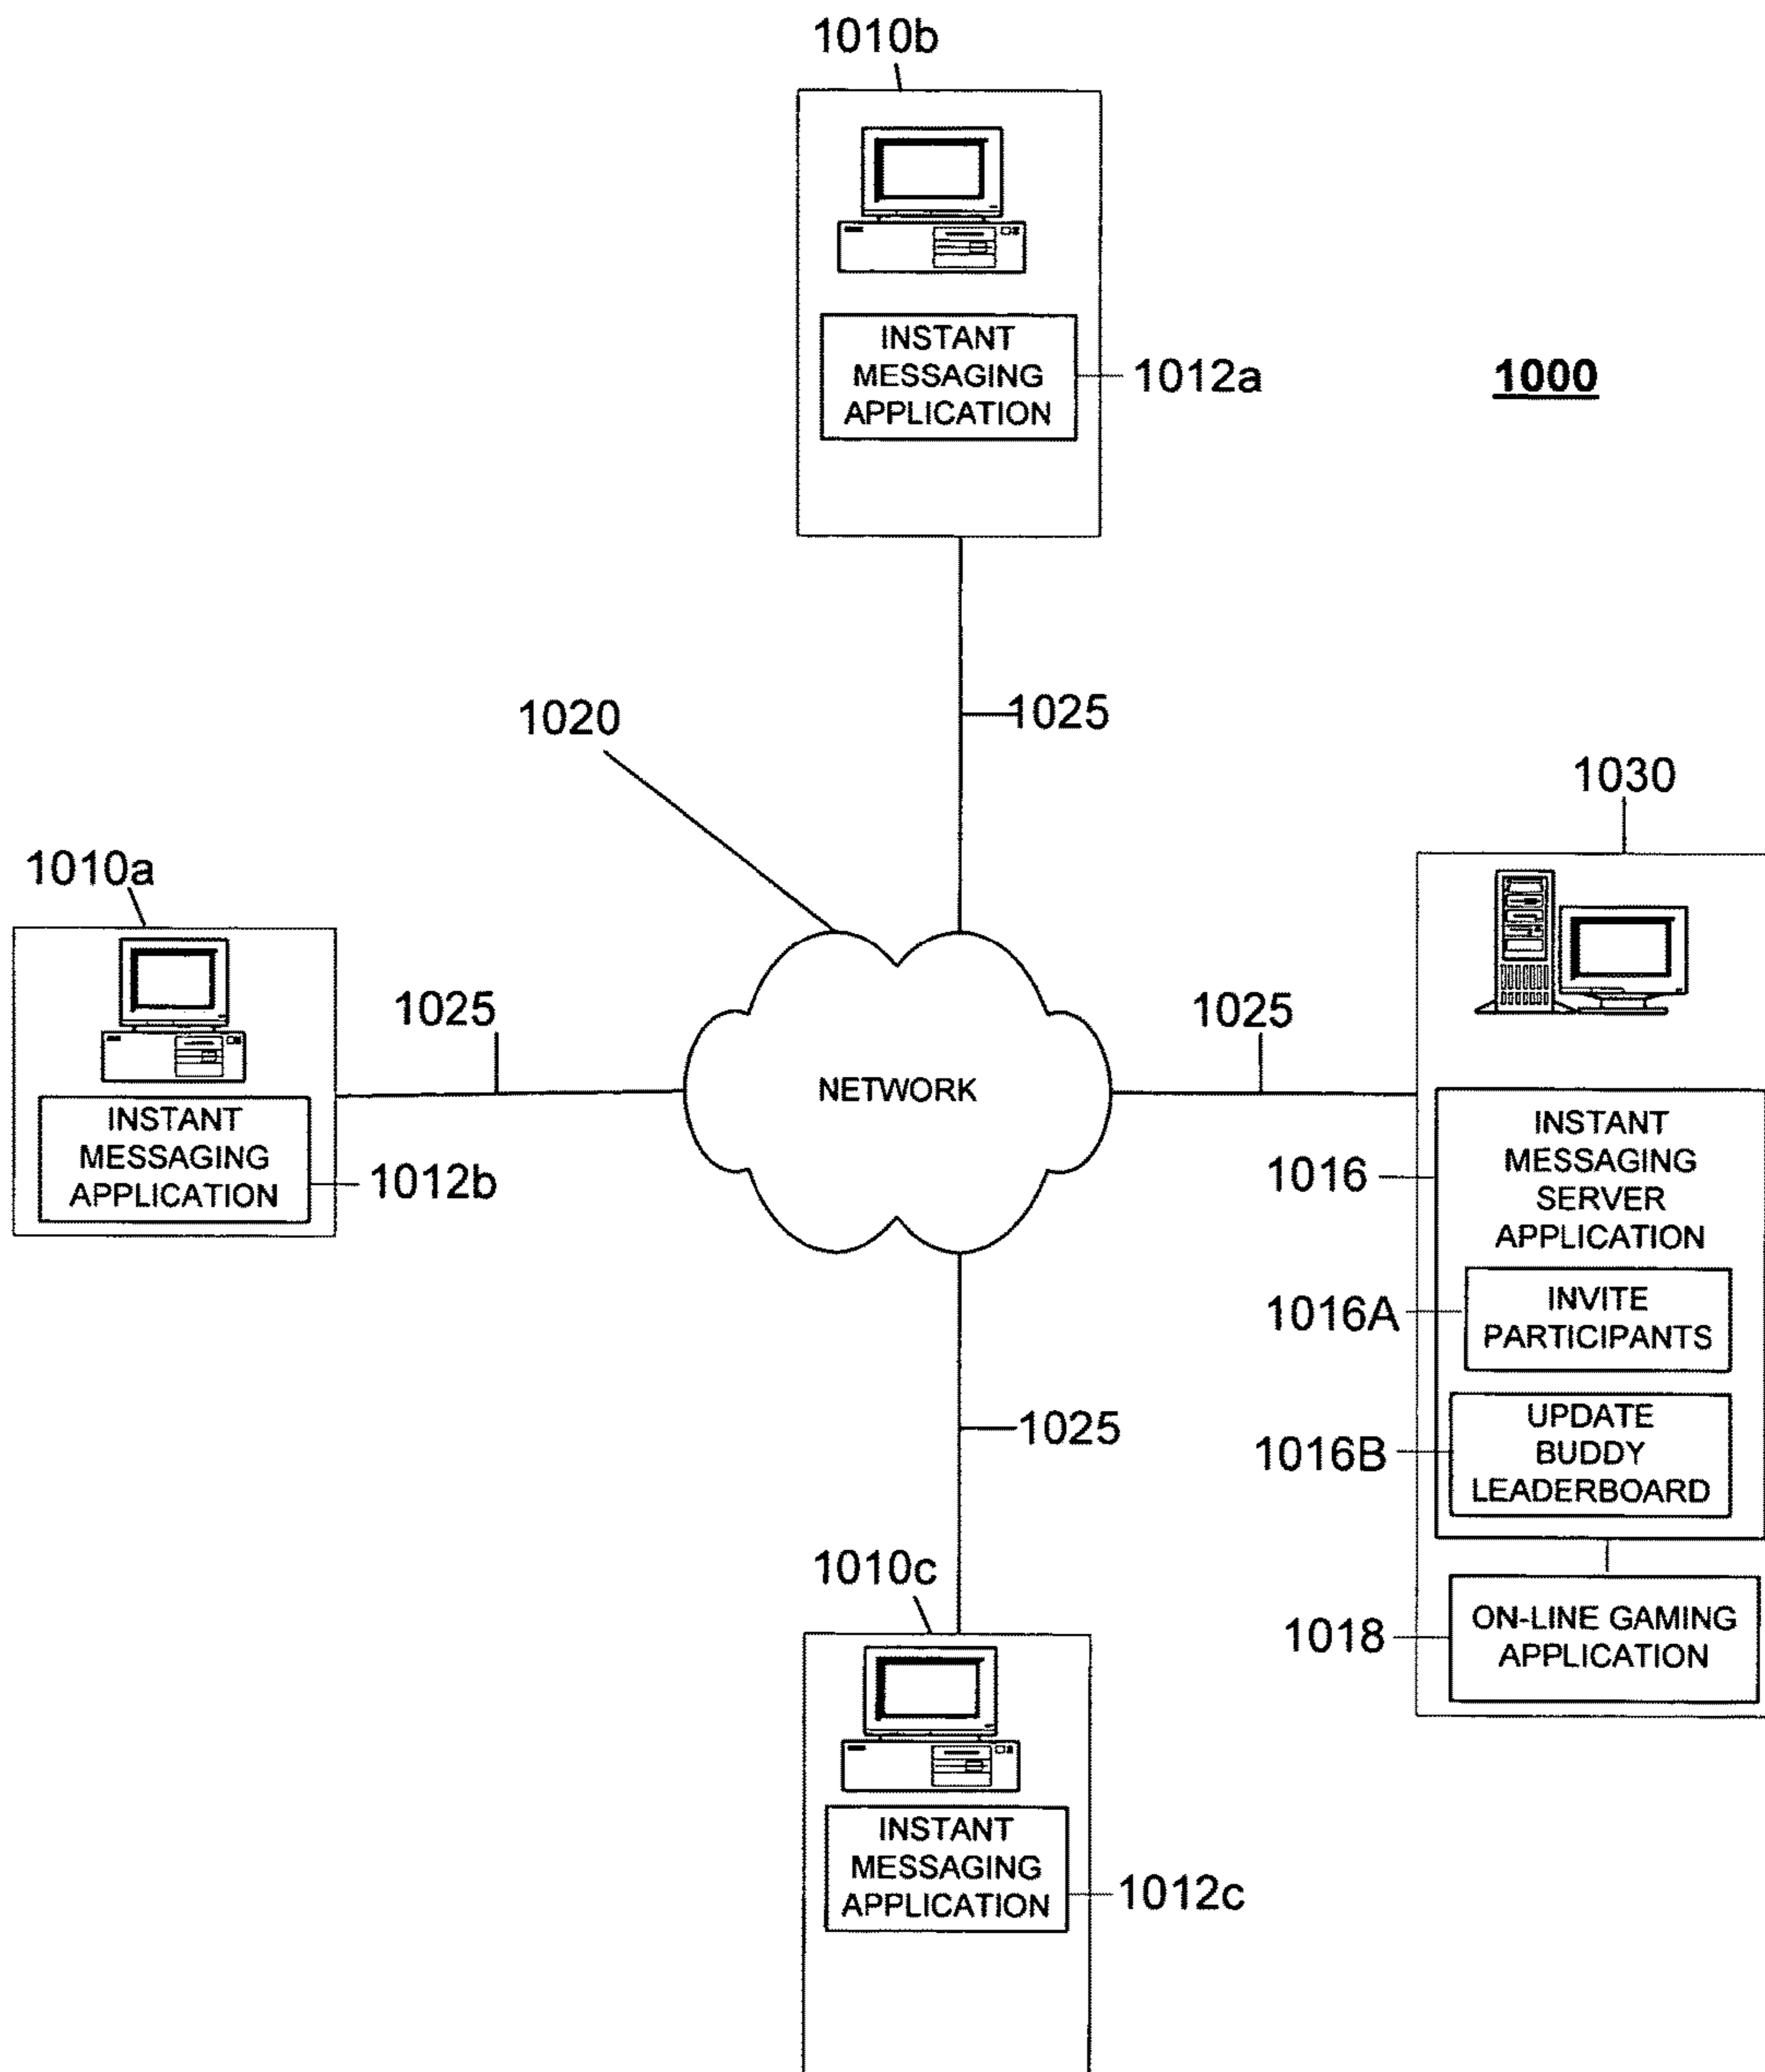 1010b
INSTANT
MESSAGING
APPLICATION
1012a
1000
1020
1025
1030
1010a
1025
1025
NETWORK
INSTANT
MESSAGING
APPLICATION
1012b
1016
INSTANT
MESSAGING
SERVER
APPLICATION
1016A
INVITE
PARTICIPANTS
1025
1016B
UPDATE
BUDDY
LEADERBOARD
1010c
1018
ON-LINE GAMING
APPLICATION
INSTANT
MESSAGING
APPLICATION
1012c